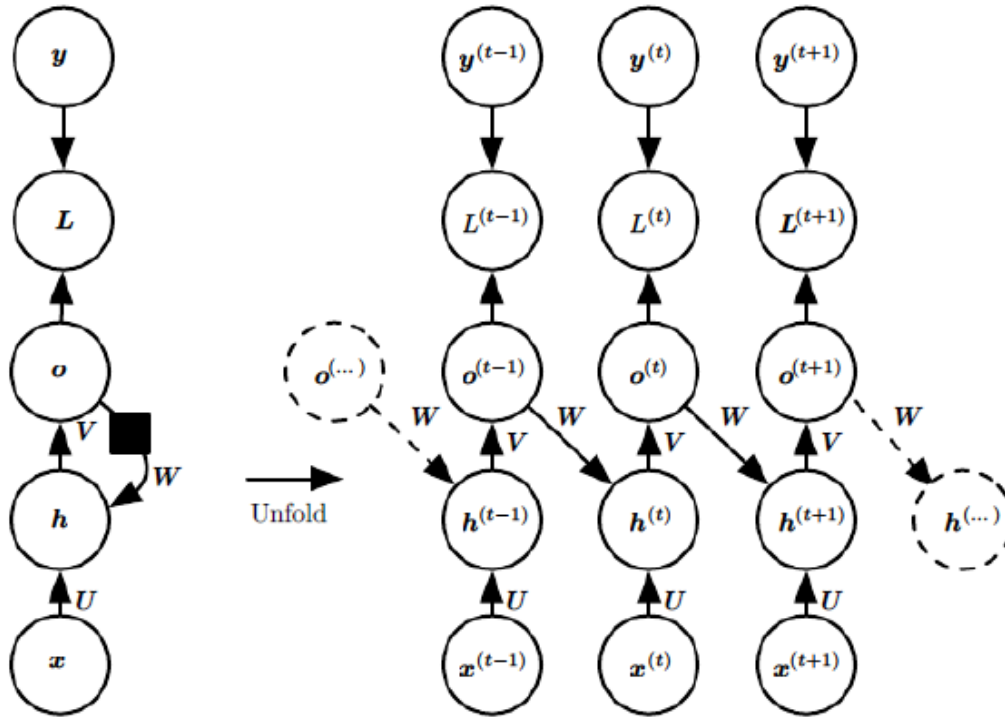 y y^(t−1) y^(t) y^(t+1)
L L^(t−1) L^(t) L^(t+1)
o o^(...) o^(t−1) o^(t) o^(t+1)
V W W V W V W V
W
h Unfold h^(t−1) h^(t) h^(t+1) h^(...)
U U U U
x x^(t−1) x^(t) x^(t+1)